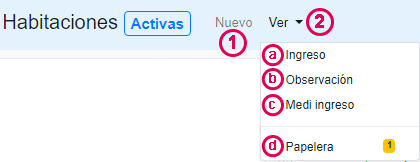 Habitaciones Activas Nuevo Ver
1 2
a Ingreso
b Observación
c Medi ingreso
d Papelera 1